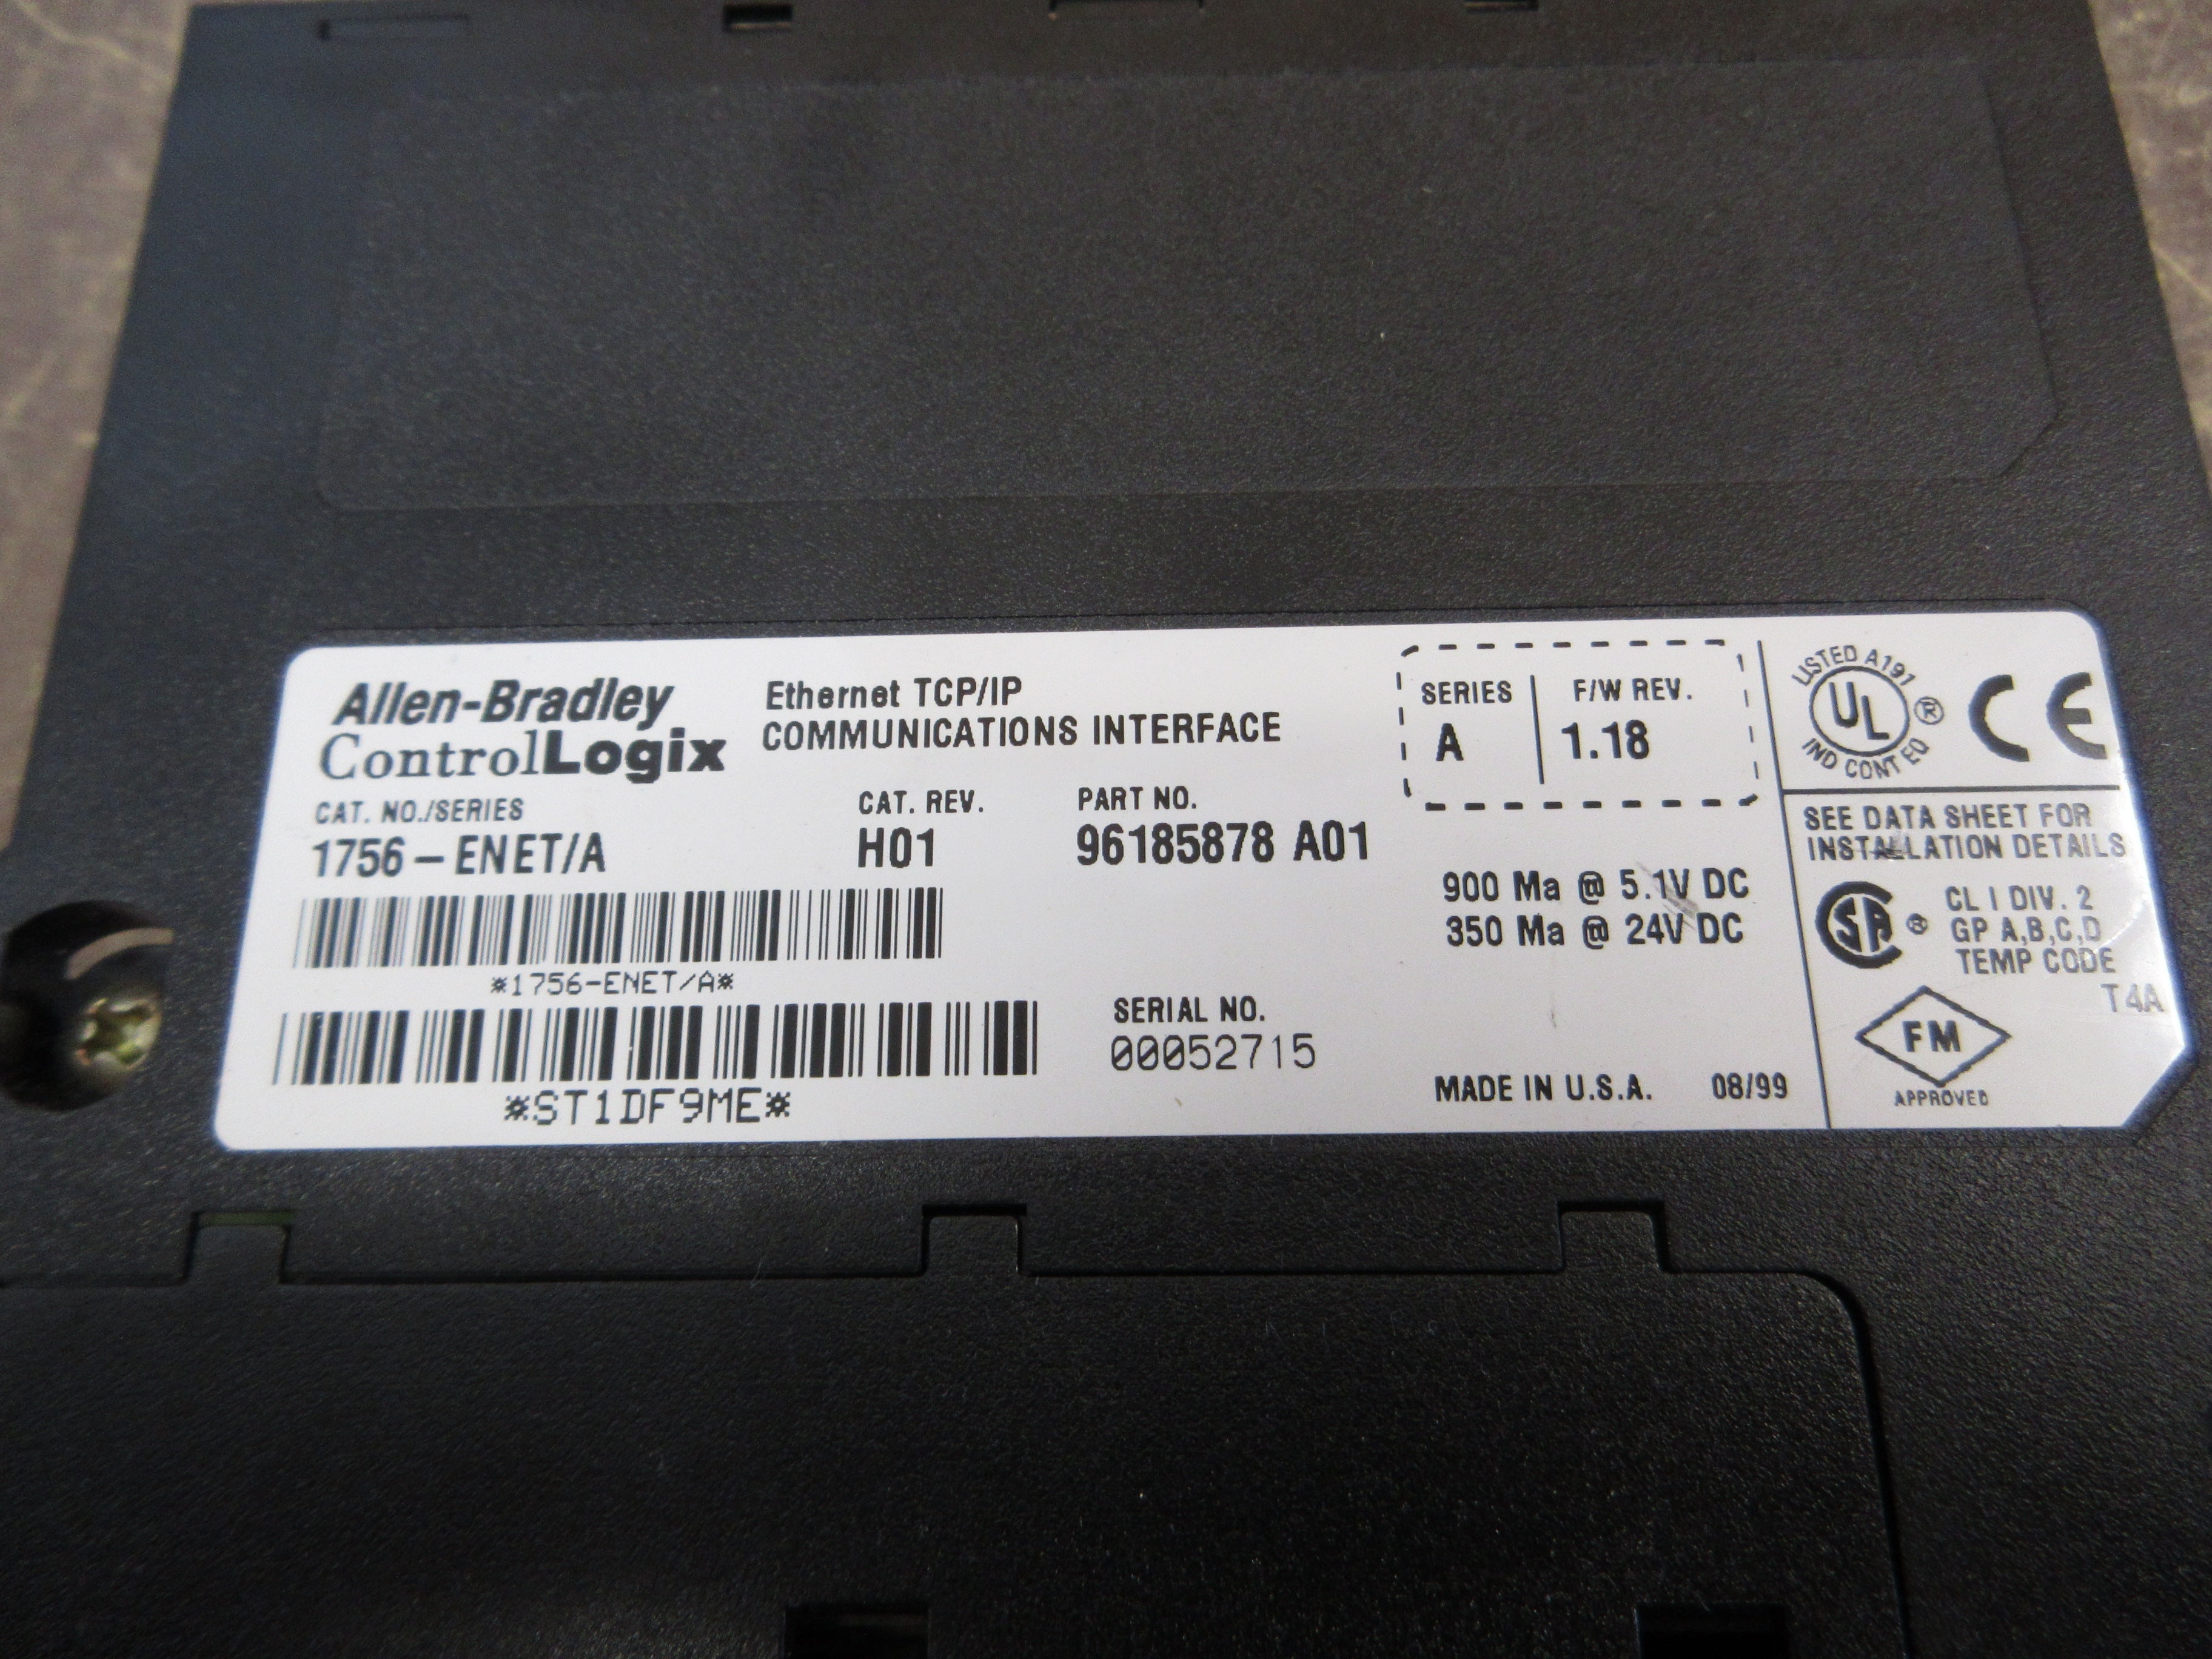 Allen-Bradley
ControlLogix
Ethernet TCP/IP
COMMUNICATIONS INTERFACE
CAT. NO./SERIES
1756-ENET/A
CAT. REV.
H01
PART NO.
96185878 A01
*1756-ENET/A*
*ST1DF9ME*
SERIAL NO.
00052715
SERIES
A
F/W REV.
1.18
900 Ma @ 5.1V DC
350 Ma @ 24V DC
MADE IN U.S.A. 08/99
LISTED A197
UL ®
IND CONT EQ
CE
SEE DATA SHEET FOR
INSTALLATION DETAILS
SA ®
CL I DIV. 2
GP A,B,C,D
TEMP CODE
T4A
FM
APPROVED